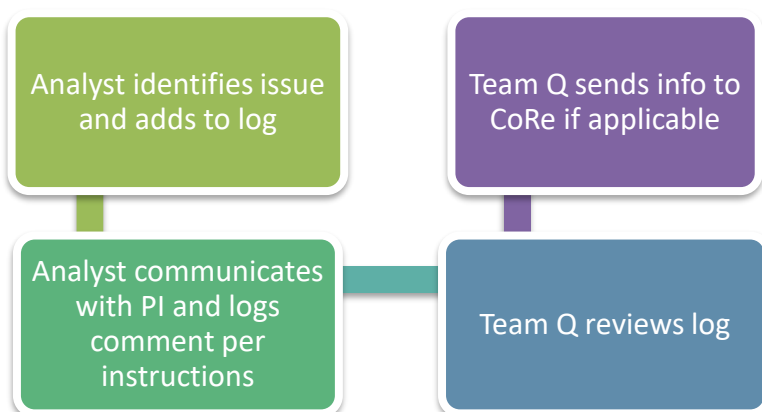 Analyst identifies issue
and adds to log
Analyst communicates
with PI and logs
comment per
instructions
Team Q reviews log
Team Q sends info to
CoRe if applicable